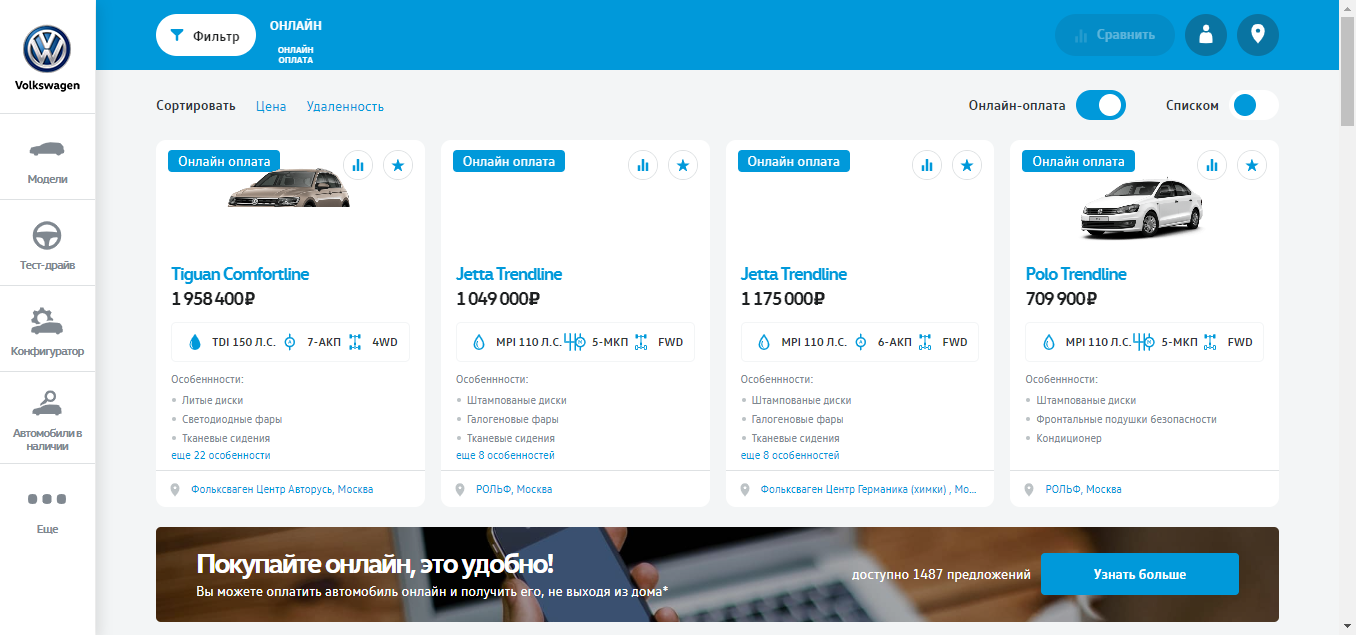 Volkswagen
Модели
Тест-драйв
Конфигуратор
Автомобили в
наличии
Еще
Фильтр
ОНЛАЙН
ОНЛАЙН
ОПЛАТА
Сравнить
Сортировать Цена Удаленность
Онлайн-оплата
Списком
Онлайн оплата
Tiguan Comfortline
1 958 400₽
TDI 150 Л.С. 7-АКП 4WD
Особеннности:
Литые диски
Светодиодные фары
Тканевые сидения
еще 22 особенности
Фольксваген Центр Авторусь, Москва
Онлайн оплата
Jetta Trendline
1 049 000₽
MPI 110 Л.С. 5-МКП FWD
Особеннности:
Штампованые диски
Галогеновые фары
Тканевые сидения
еще 8 особенностей
РОЛЬФ, Москва
Онлайн оплата
Jetta Trendline
1 175 000₽
MPI 110 Л.С. 6-АКП FWD
Особеннности:
Штампованые диски
Галогеновые фары
Тканевые сидения
еще 8 особенностей
Фольксваген Центр Германика (химки) , Мо...
Онлайн оплата
Polo Trendline
709 900₽
MPI 110 Л.С. 5-МКП FWD
Особеннности:
Штампованые диски
Фронтальные подушки безопасности
Кондиционер
РОЛЬФ, Москва
Покупайте онлайн, это удобно!
Вы можете оплатить автомобиль онлайн и получить его, не выходя из дома*
доступно 1487 предложений
Узнать больше